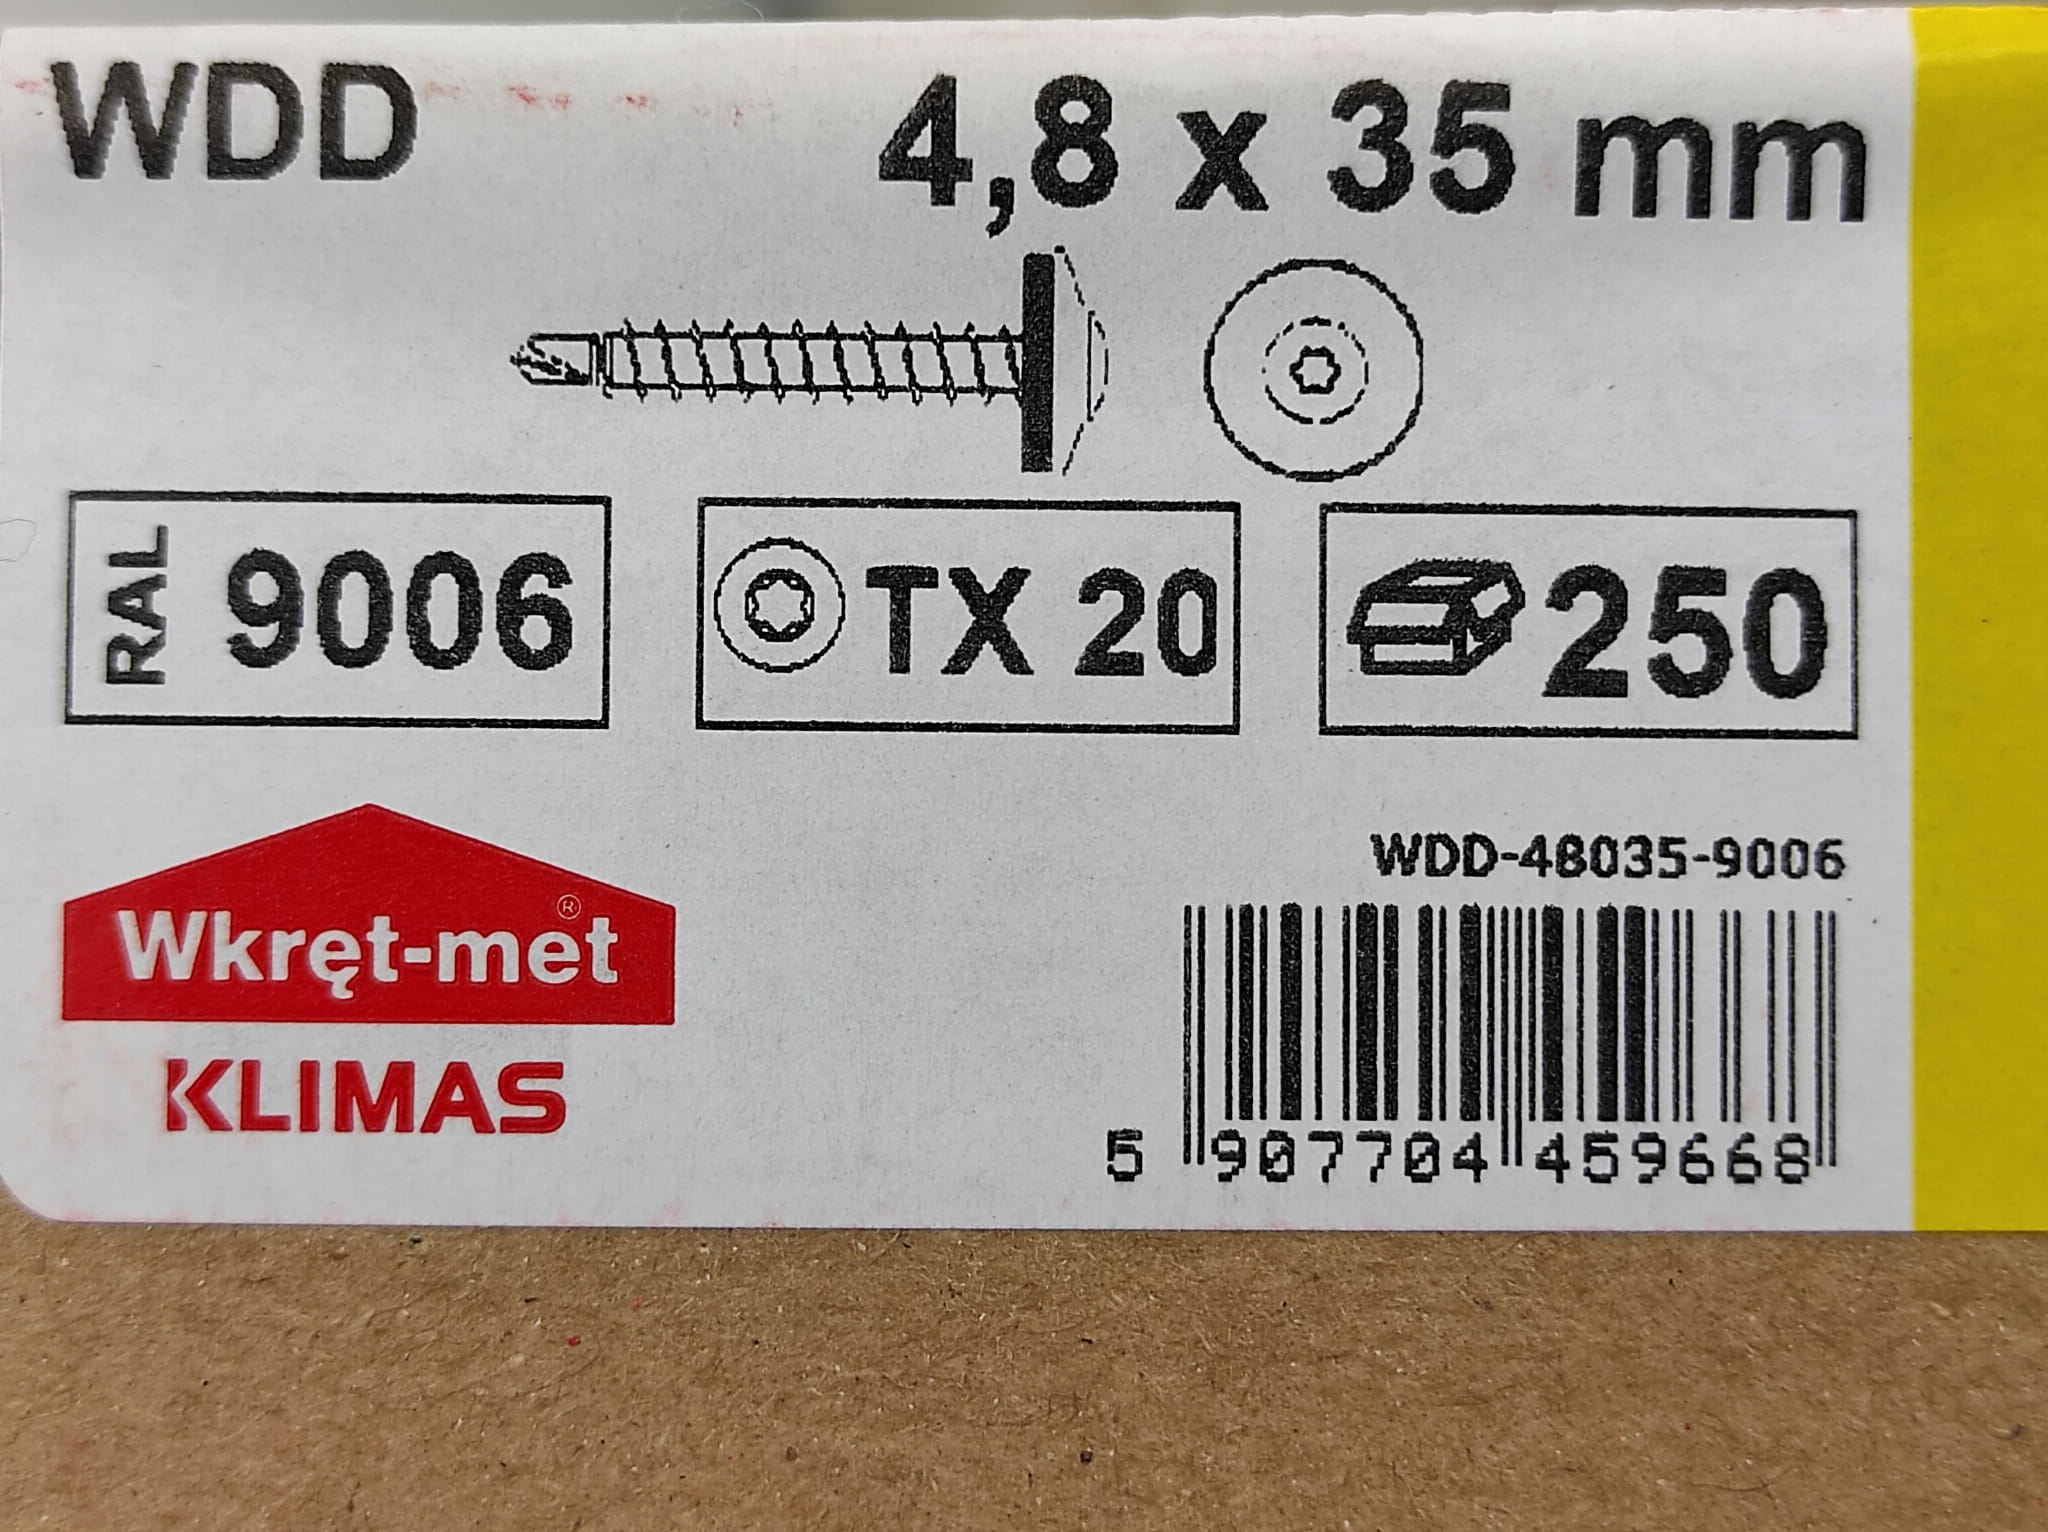 WDD 4,8 x 35 mm
RAL 9006 TX 20 250
WDD-48035-9006
Wkręt-met®
KLIMAS
5 907704 459668